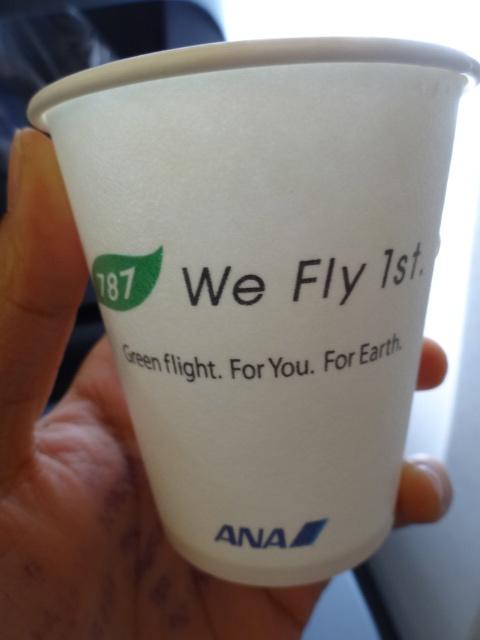 787 We Fly 1st.
Green flight. For You. For Earth.
ANA